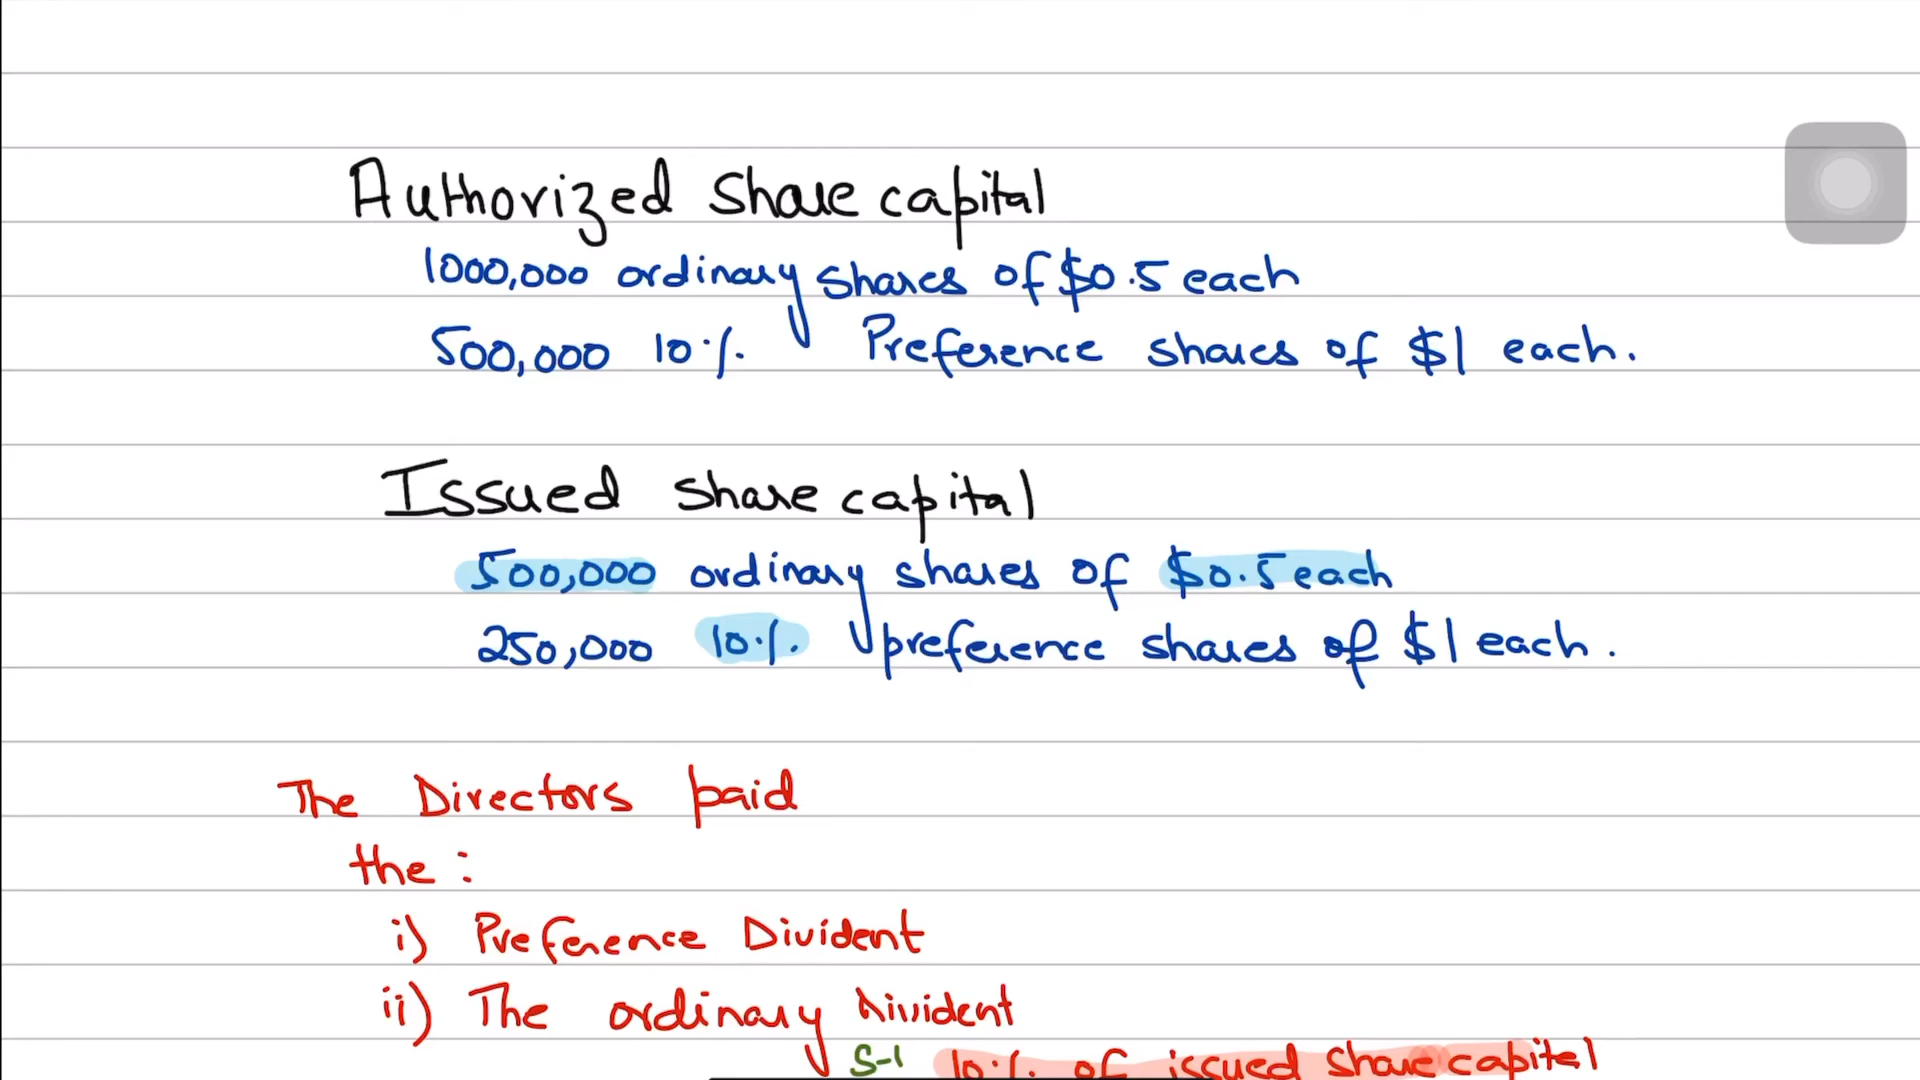 Authorized share capital
1000,000 ordinary shares of $0.5 each
500,000 10% Preference shares of $1 each.
Issued share capital
500,000 ordinary shares of $0.5 each
250,000 10% preference shares of $1 each.
The Directors paid
the :
i) Preference Divident
ii) The ordinary Divident
S-1 10% of issued share capital